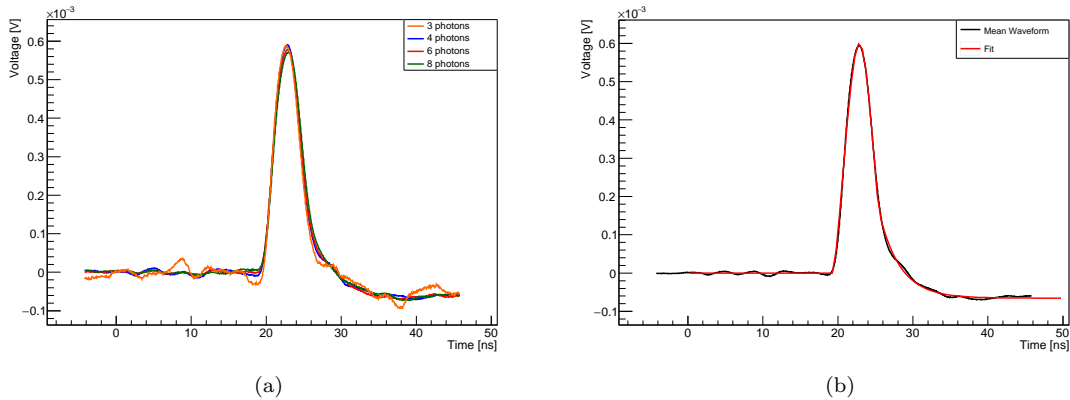 ×10⁻³
Voltage [V]
0.6
0.5
0.4
0.3
0.2
0.1
0
−0.1
0 10 20 30 40 50
Time [ns]
3 photons
4 photons
6 photons
8 photons
(a)
×10⁻³
Voltage [V]
0.6
0.5
0.4
0.3
0.2
0.1
0
−0.1
0 10 20 30 40 50
Time [ns]
Mean Waveform
Fit
(b)